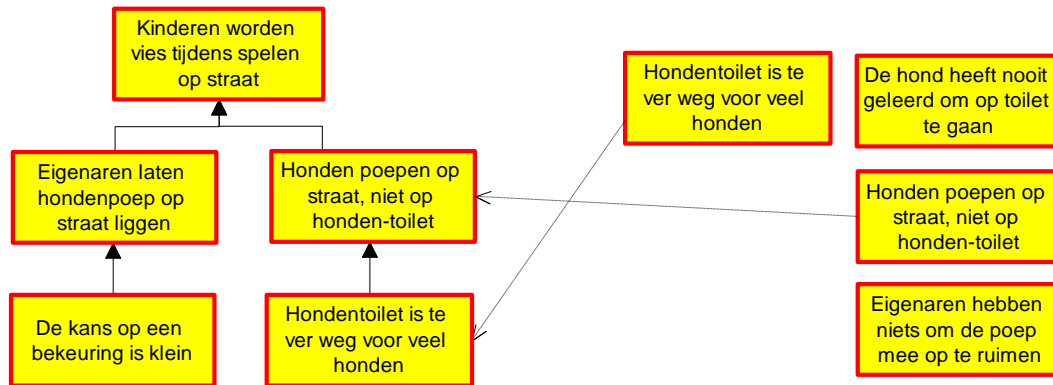 Kinderen worden
vies tijdens spelen
op straat
Hondentoilet is te
ver weg voor veel
honden
De hond heeft nooit
geleerd om op toilet
te gaan
Eigenaren laten
hondenpoep op
straat liggen
Honden poepen op
straat, niet op
honden-toilet
Honden poepen op
straat, niet op
honden-toilet
De kans op een
bekeuring is klein
Hondentoilet is te
ver weg voor veel
honden
Eigenaren hebben
niets om de poep
mee op te ruimen